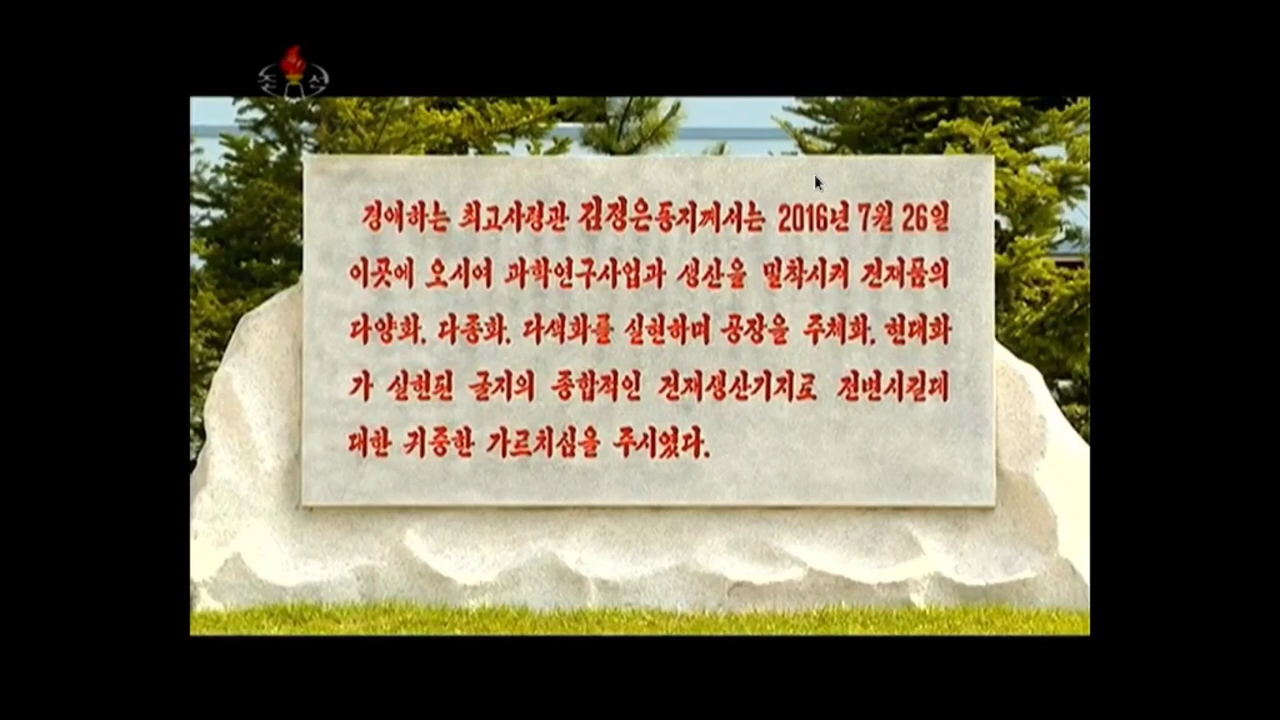 조선
경애하는 최고사령관 김정은동지께서는 2016년 7월 26일
이곳에 오시여 과학연구사업과 생산을 밀착시켜 건재품의
다양화, 다종화, 다색화를 실현하며 공장을 주체화, 현대화
가 실현된 굴지의 종합적인 건재생산기지로 전변시킬데
대한 귀중한 가르치심을 주시였다.